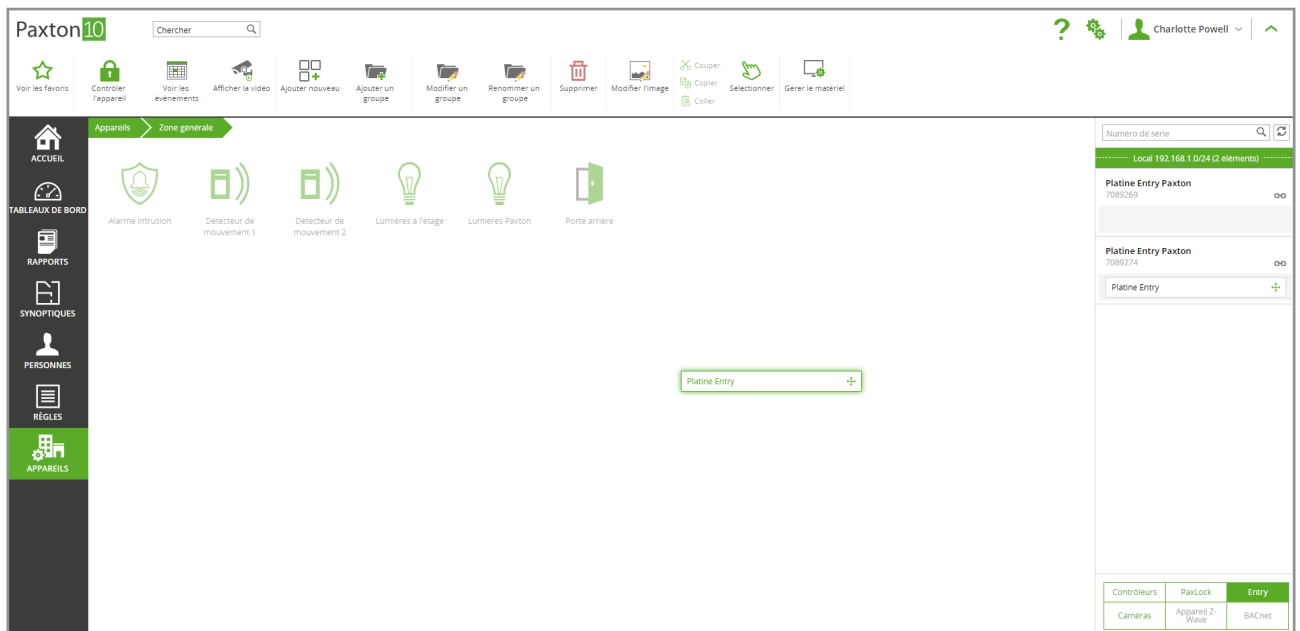 Paxton10
Chercher
Charlotte Powell
Voir les favoris
Contrôler
l'appareil
Voir les
évènements
Afficher la vidéo
Ajouter nouveau
Ajouter un
groupe
Modifier un
groupe
Renommer un
groupe
Supprimer
Modifier l'image
Couper
Copier
Coller
Sélectionner
Gérer le matériel
ACCUEIL
TABLEAUX DE BORD
RAPPORTS
SYNOPTIQUES
PERSONNES
RÈGLES
APPAREILS
Appareils
Zone générale
Alarme intrusion
Détecteur de
mouvement 1
Détecteur de
mouvement 2
Lumières à l'étage
Lumières Paxton
Porte arrière
Platine Entry
Numéro de série
Local 192.168.1.0/24 (2 éléments)
Platine Entry Paxton
7089269
Platine Entry Paxton
7089274
Platine Entry
Contrôleurs
PaxLock
Entry
Caméras
Appareil Z-
Wave
BACnet